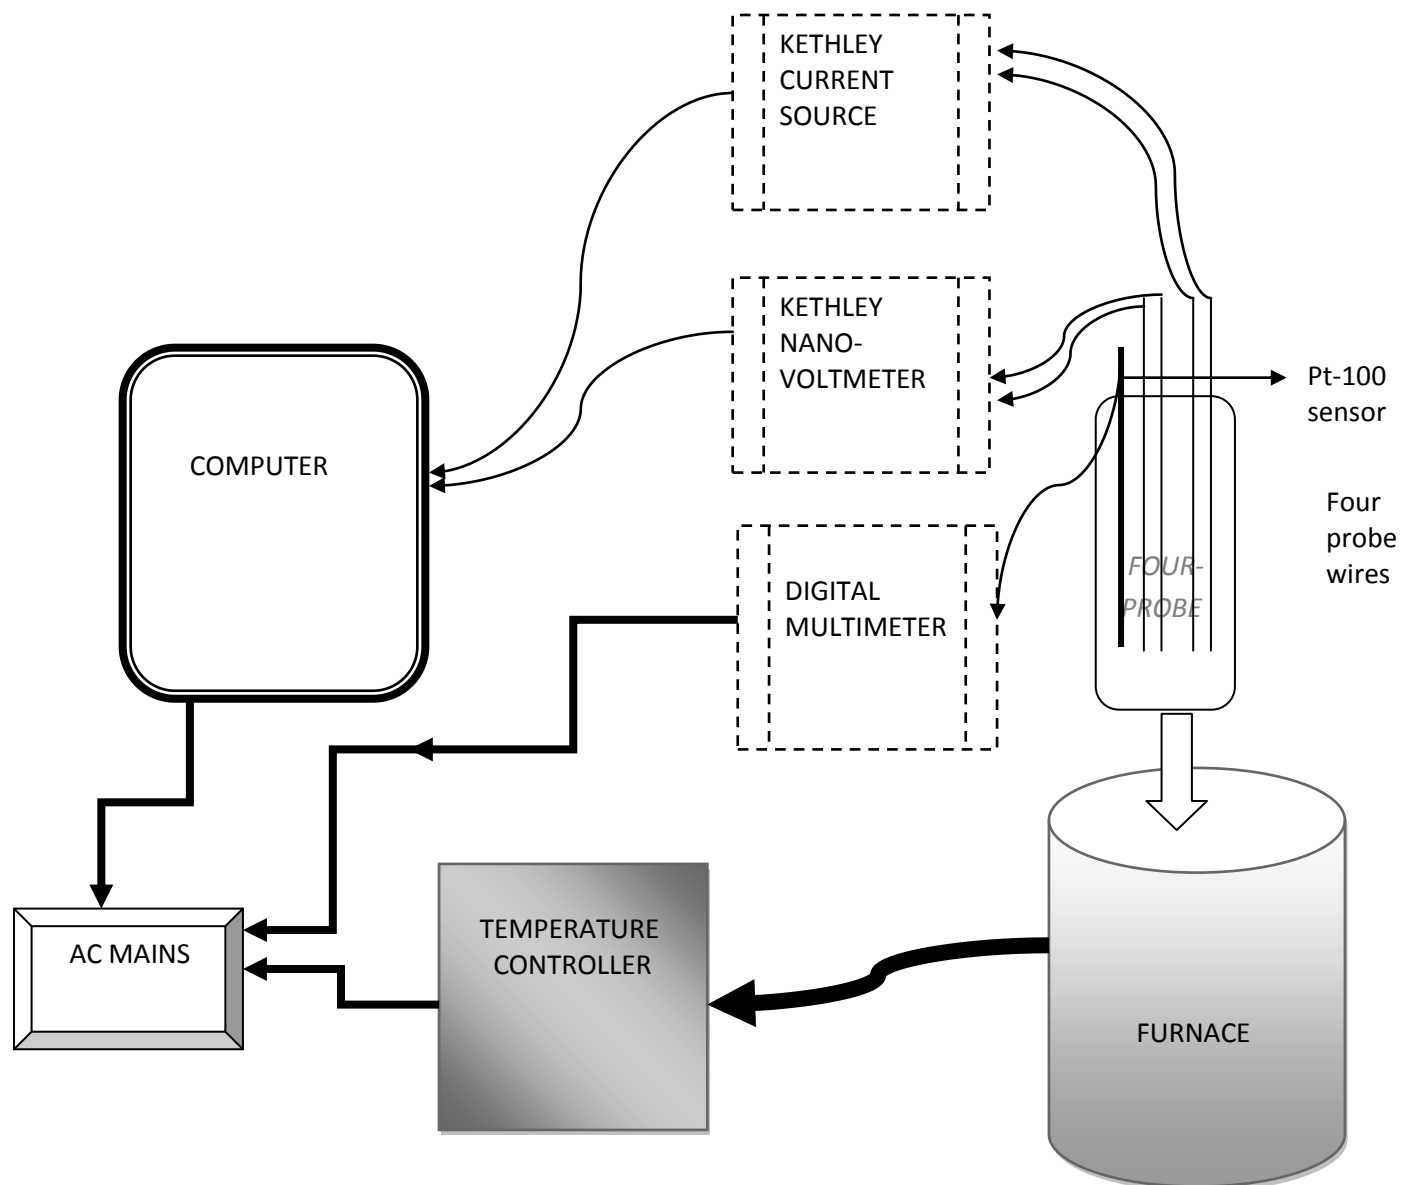 KETHLEY
CURRENT
SOURCE
KETHLEY
NANO-
VOLTMETER
Pt-100
sensor
COMPUTER
Four
probe
wires
FOUR-
PROBE
DIGITAL
MULTIMETER
TEMPERATURE
CONTROLLER
AC MAINS
FURNACE